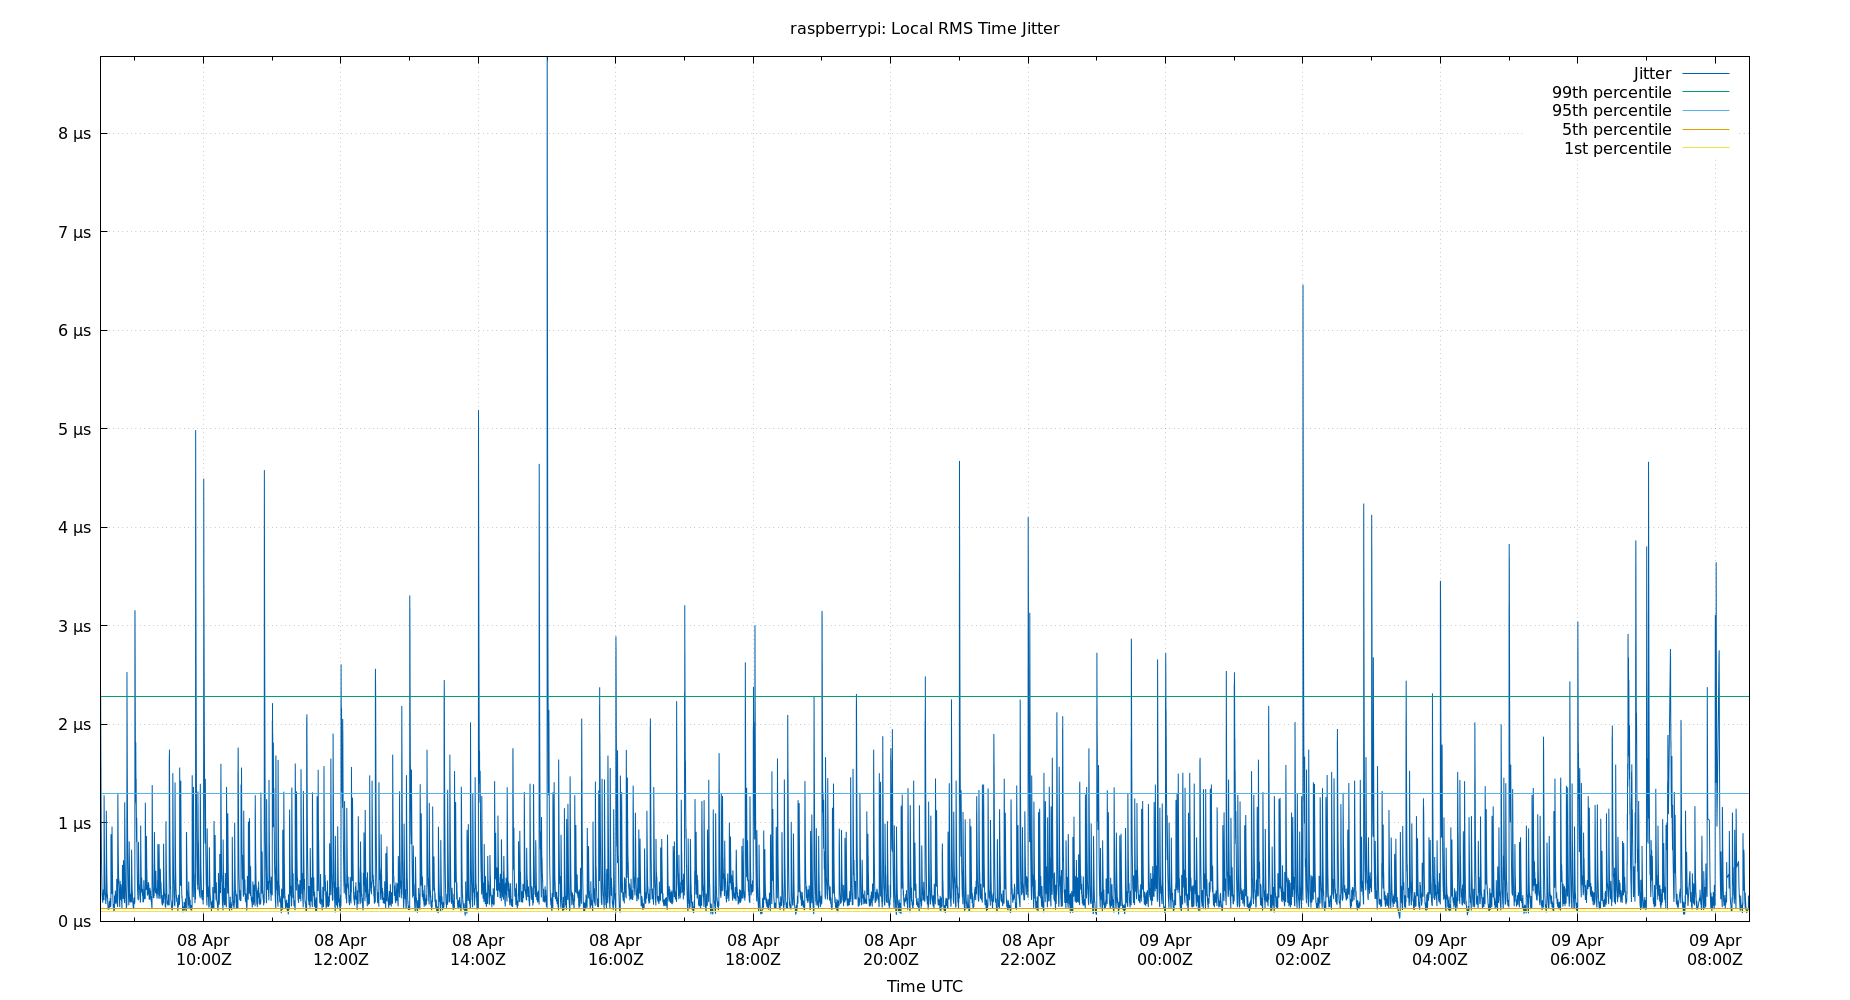 raspberrypi: Local RMS Time Jitter
Jitter
99th percentile
95th percentile
5th percentile
1st percentile
8 µs
7 µs
6 µs
5 µs
4 µs
3 µs
2 µs
1 µs
0 µs
08 Apr 08 Apr 08 Apr 08 Apr 08 Apr 08 Apr 08 Apr 09 Apr 09 Apr 09 Apr 09 Apr 09 Apr
10:00Z 12:00Z 14:00Z 16:00Z 18:00Z 20:00Z 22:00Z 00:00Z 02:00Z 04:00Z 06:00Z 08:00Z
Time UTC